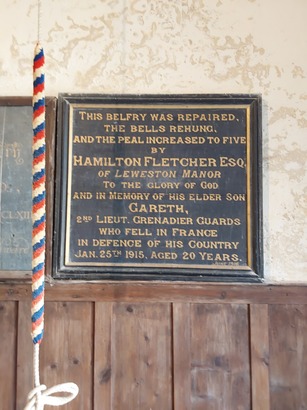 THIS BELFRY WAS REPAIRED,
THE BELLS REHUNG,
AND THE PEAL INCREASED TO FIVE
BY
HAMILTON FLETCHER ESQ.
OF LEWESTON MANOR
TO THE GLORY OF GOD
AND IN MEMORY OF HIS ELDER SON
GARETH,
2ND LIEUT. GRENADIER GUARDS
WHO FELL IN FRANCE
IN DEFENCE OF HIS COUNTRY
JAN. 25TH 1915, AGED 20 YEARS.